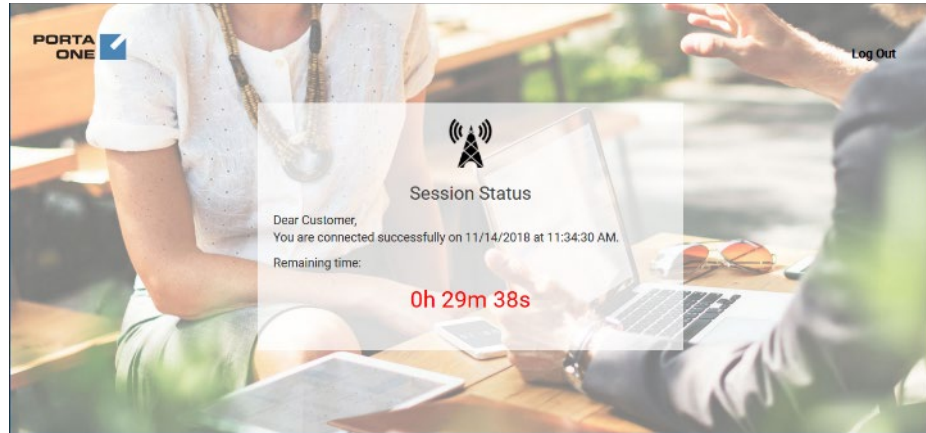 PORTA
ONE
Log Out
Session Status
Dear Customer,
You are connected successfully on 11/14/2018 at 11:34:30 AM.
Remaining time:
0h 29m 38s